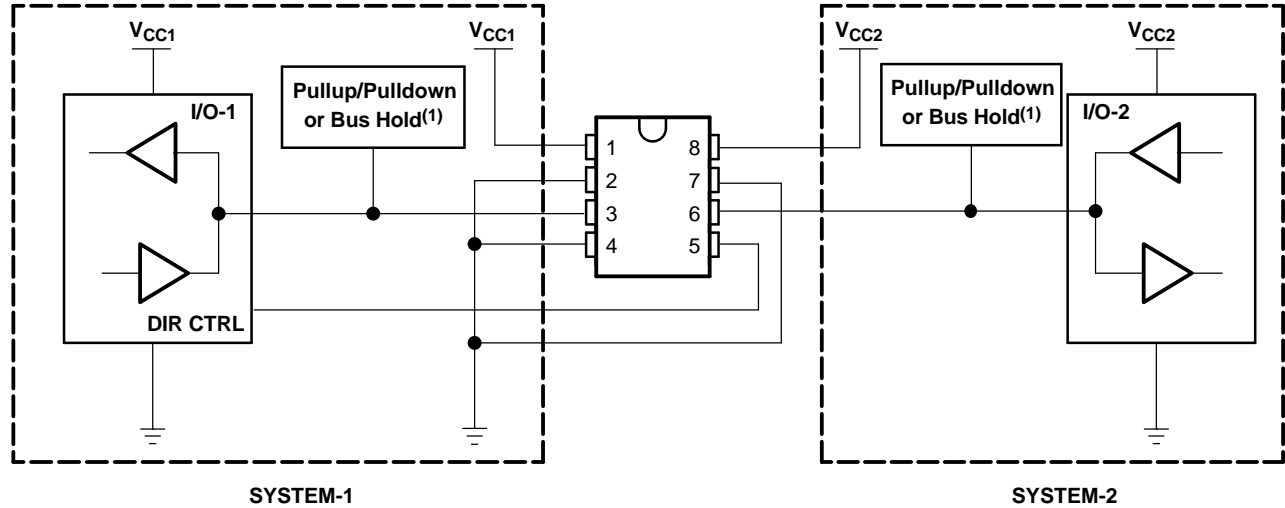 VCC1
VCC1
VCC2
VCC2
I/O-1
Pullup/Pulldown
or Bus Hold(1)
Pullup/Pulldown
or Bus Hold(1)
I/O-2
1
8
2
7
3
6
4
5
DIR CTRL
SYSTEM-1
SYSTEM-2